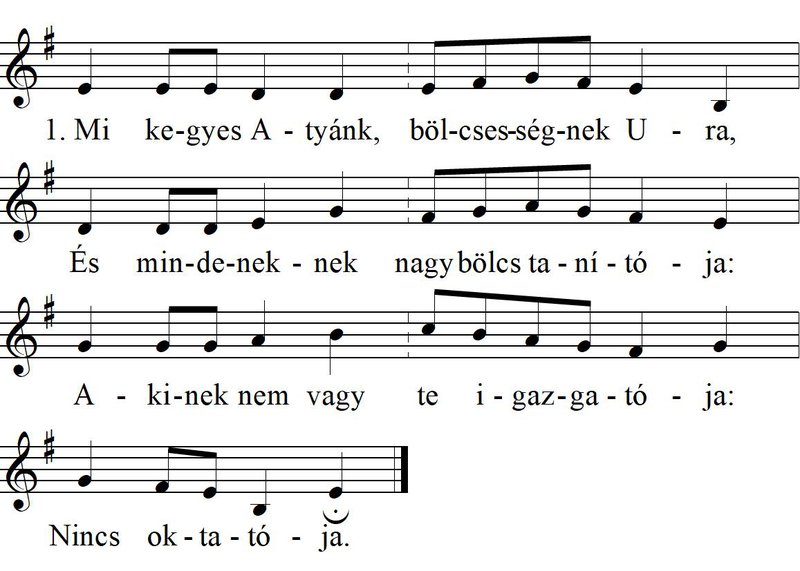 1. Mi ke-gyes A - tyánk, böl-cses-ség-nek U - ra,
És min-de-nek - nek nagy bölcs ta - ní - tó - ja:
A - ki-nek nem vagy te i - gaz-ga - tó - ja:
Nincs ok - ta - tó - ja.